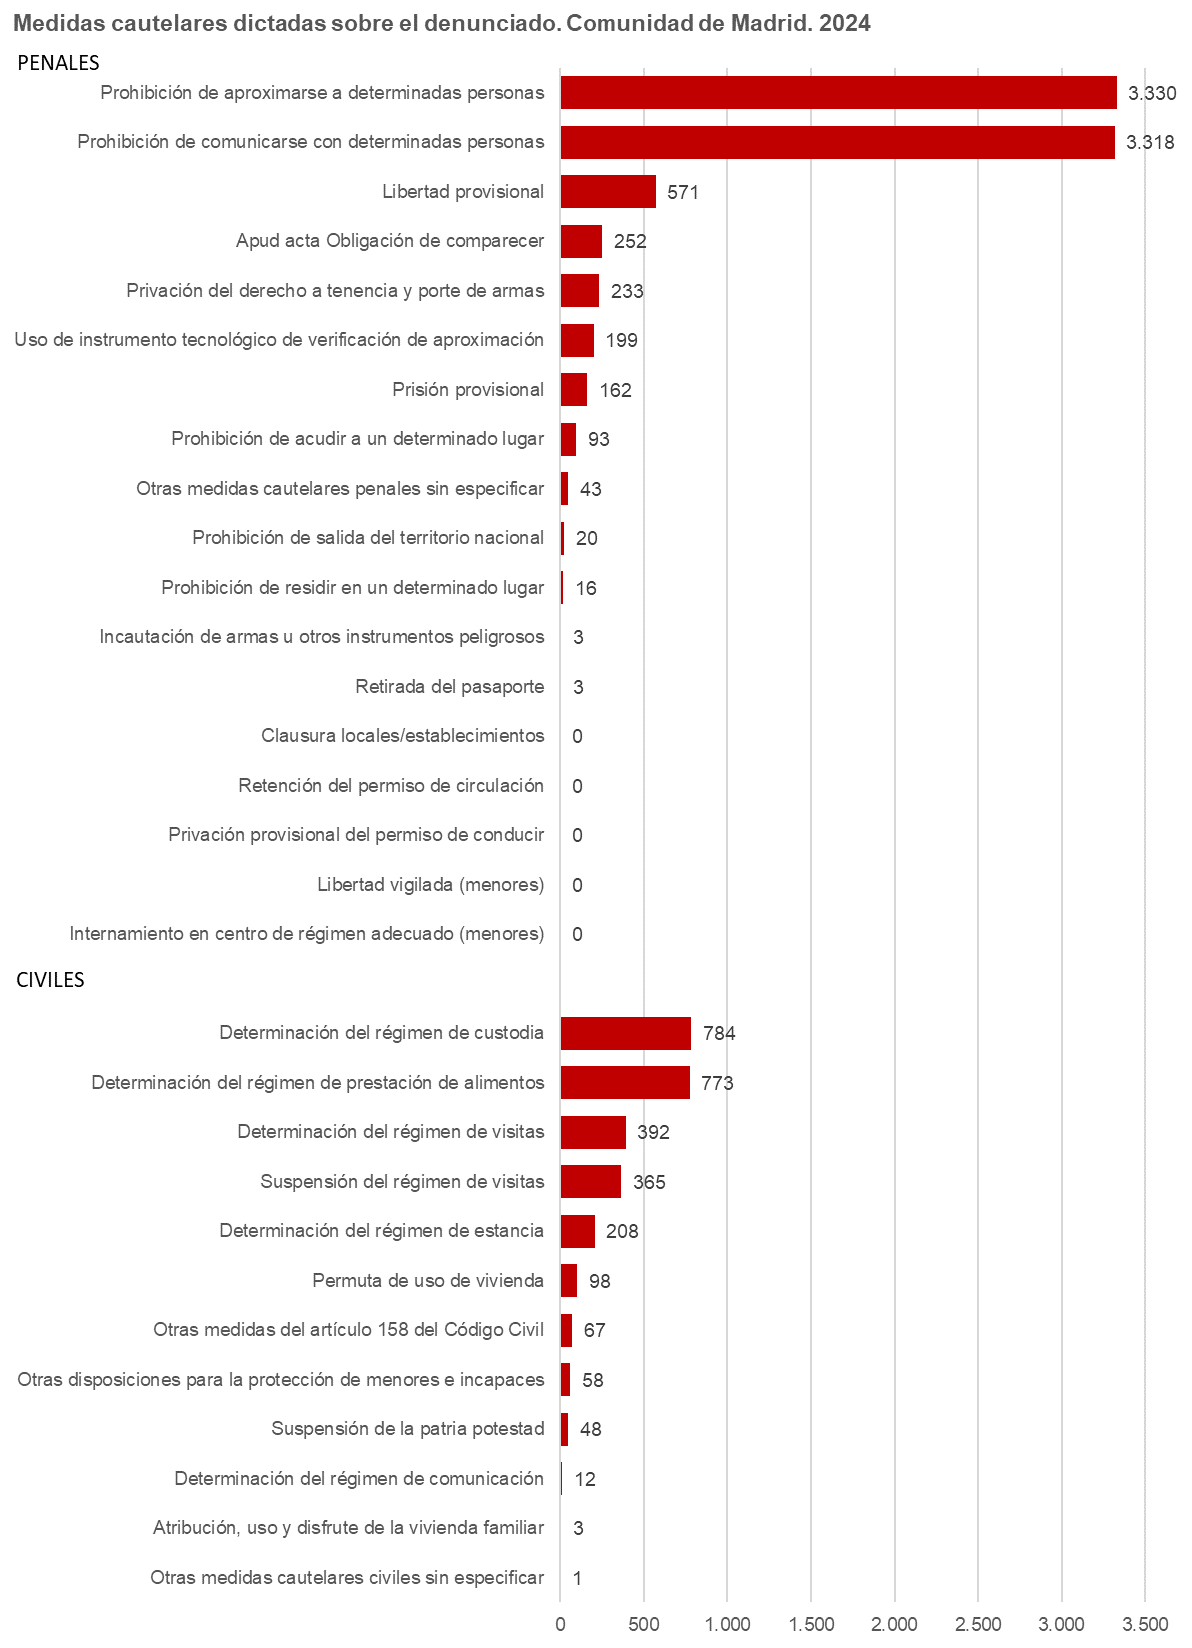 Medidas cautelares dictadas sobre el denunciado. Comunidad de Madrid. 2024
PENALES
Prohibición de aproximarse a determinadas personas 3.330
Prohibición de comunicarse con determinadas personas 3.318
Libertad provisional 571
Apud acta Obligación de comparecer 252
Privación del derecho a tenencia y porte de armas 233
Uso de instrumento tecnológico de verificación de aproximación 199
Prisión provisional 162
Prohibición de acudir a un determinado lugar 93
Otras medidas cautelares penales sin especificar 43
Prohibición de salida del territorio nacional 20
Prohibición de residir en un determinado lugar 16
Incautación de armas u otros instrumentos peligrosos 3
Retirada del pasaporte 3
Clausura locales/establecimientos 0
Retención del permiso de circulación 0
Privación provisional del permiso de conducir 0
Libertad vigilada (menores) 0
Internamiento en centro de régimen adecuado (menores) 0
CIVILES
Determinación del régimen de custodia 784
Determinación del régimen de prestación de alimentos 773
Determinación del régimen de visitas 392
Suspensión del régimen de visitas 365
Determinación del régimen de estancia 208
Permuta de uso de vivienda 98
Otras medidas del artículo 158 del Código Civil 67
Otras disposiciones para la protección de menores e incapaces 58
Suspensión de la patria potestad 48
Determinación del régimen de comunicación 12
Atribución, uso y disfrute de la vivienda familiar 3
Otras medidas cautelares civiles sin especificar 1
0 500 1.000 1.500 2.000 2.500 3.000 3.500